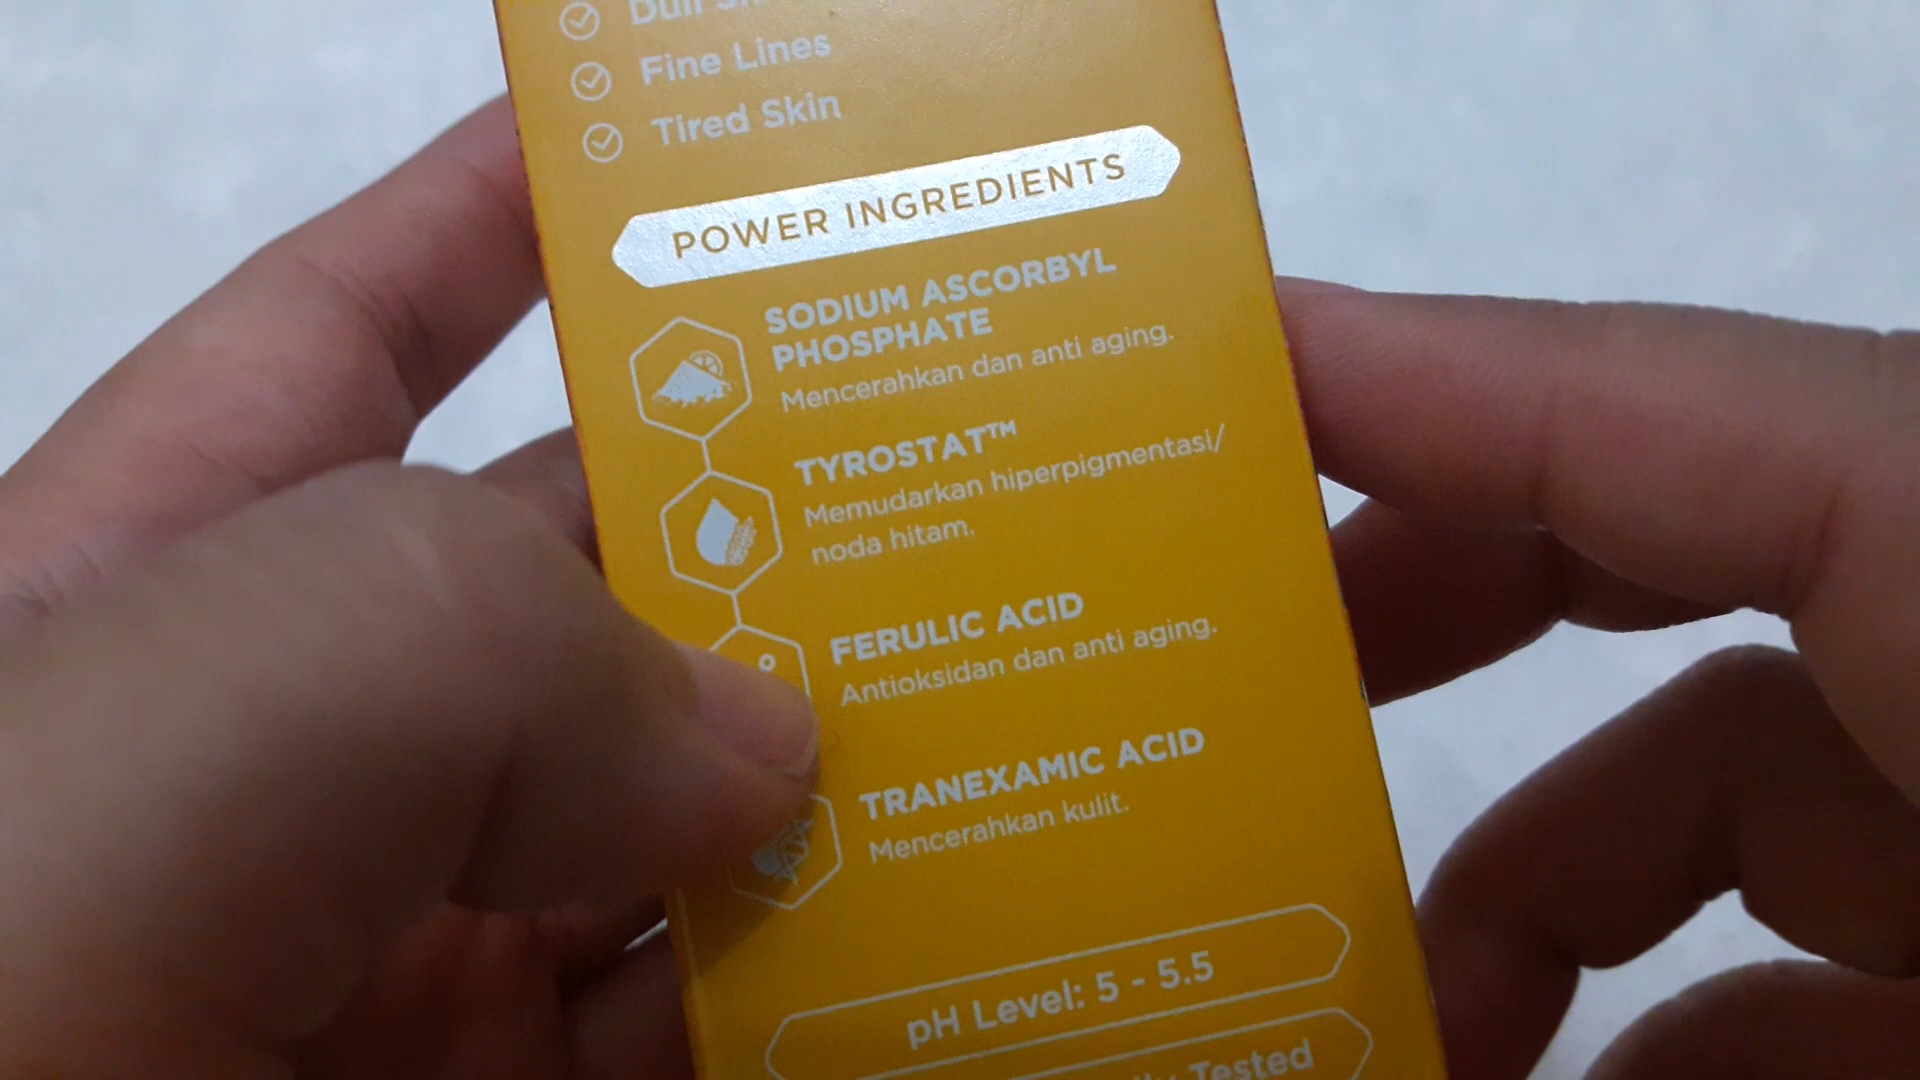 Dull
Fine Lines
Tired Skin
POWER INGREDIENTS
SODIUM ASCORBYL
PHOSPHATE
Mencerahkan dan anti aging.
TYROSTAT™
Memudarkan hiperpigmentasi/
noda hitam.
FERULIC ACID
Antioksidan dan anti aging.
TRANEXAMIC ACID
Mencerahkan kulit.
pH Level: 5 - 5.5
Tested